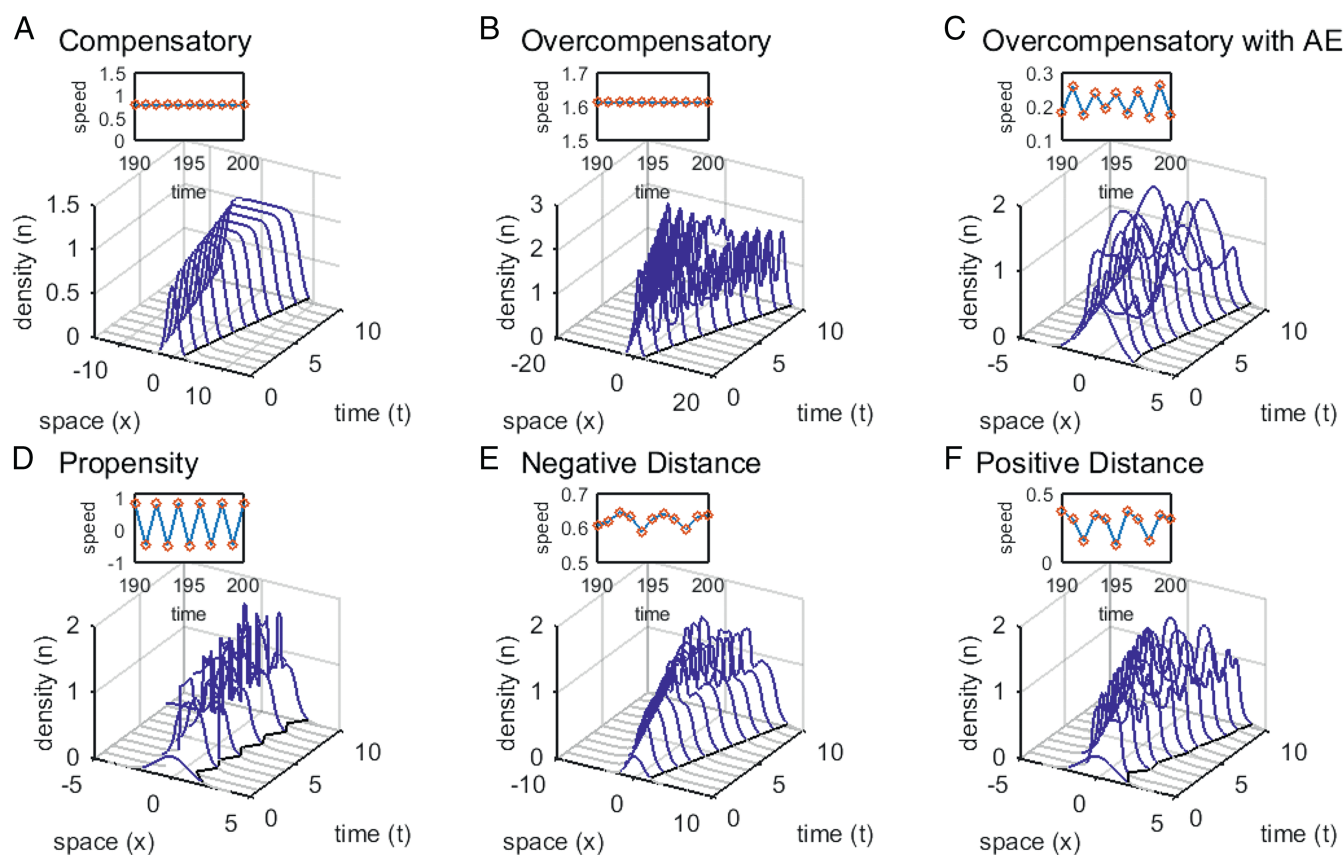 A Compensatory
1.5
1
0.5
0
speed
190 195 200
time
1.5
1
0.5
0
density (n)
-10 0 10
space (x)
0 5 10
time (t)
B Overcompensatory
1.7
1.6
1.5
speed
190 195 200
time
3
2
1
0
density (n)
-20 0 20
space (x)
0 5 10
time (t)
C Overcompensatory with AE
0.3
0.2
0.1
speed
190 195 200
time
2
1
0
density (n)
-5 0 5
space (x)
0 5 10
time (t)
D Propensity
1
0
-1
speed
190 195 200
time
2
1
0
density (n)
-5 0 5
space (x)
0 5 10
time (t)
E Negative Distance
0.7
0.6
0.5
speed
190 195 200
time
2
1
0
density (n)
-10 0 10
space (x)
0 5 10
time (t)
F Positive Distance
0.5
0
speed
190 195 200
time
2
1
0
density (n)
-5 0 5
space (x)
0 5 10
time (t)